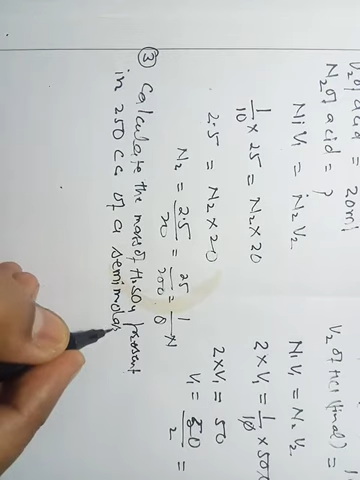 V₂ of acid = 20ml
N₂ of acid = ?
N₁V₁ = N₂V₂
1/10 × 25 = N₂ × 20
2.5 = N₂ × 20
N₂ = 2.5/20 = 25/200 = 1/8 N
V₂ of HCl (final) =
N₁V₁ = N₂V₂
2×V₁ = 1/10 × 50
2×V₁ = 50
V₁ = 50/2 =
③ Calculate the mass of H₂SO₄ present
in 250 cc of a semimolar